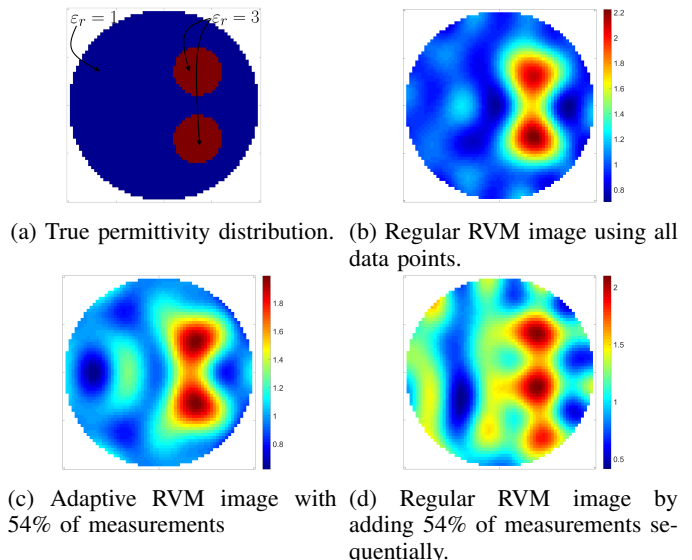 εr = 1
εr = 3
2.2
2
1.8
1.6
1.4
1.2
1
0.8
(a) True permittivity distribution.
(b) Regular RVM image using all
data points.
1.8
1.6
1.4
1.2
1
0.8
2
1.5
1
0.5
(c) Adaptive RVM image with
54% of measurements
(d) Regular RVM image by
adding 54% of measurements se-
quentially.